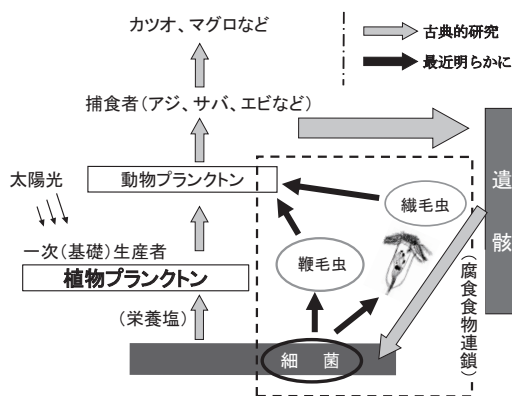 カツオ、マグロなど
古典的研究
最近明らかに
捕食者(アジ、サバ、エビなど)
太陽光
動物プランクトン
繊毛虫
遺骸
一次(基礎)生産者
植物プランクトン
鞭毛虫
(腐食食物連鎖)
(栄養塩)
細 菌